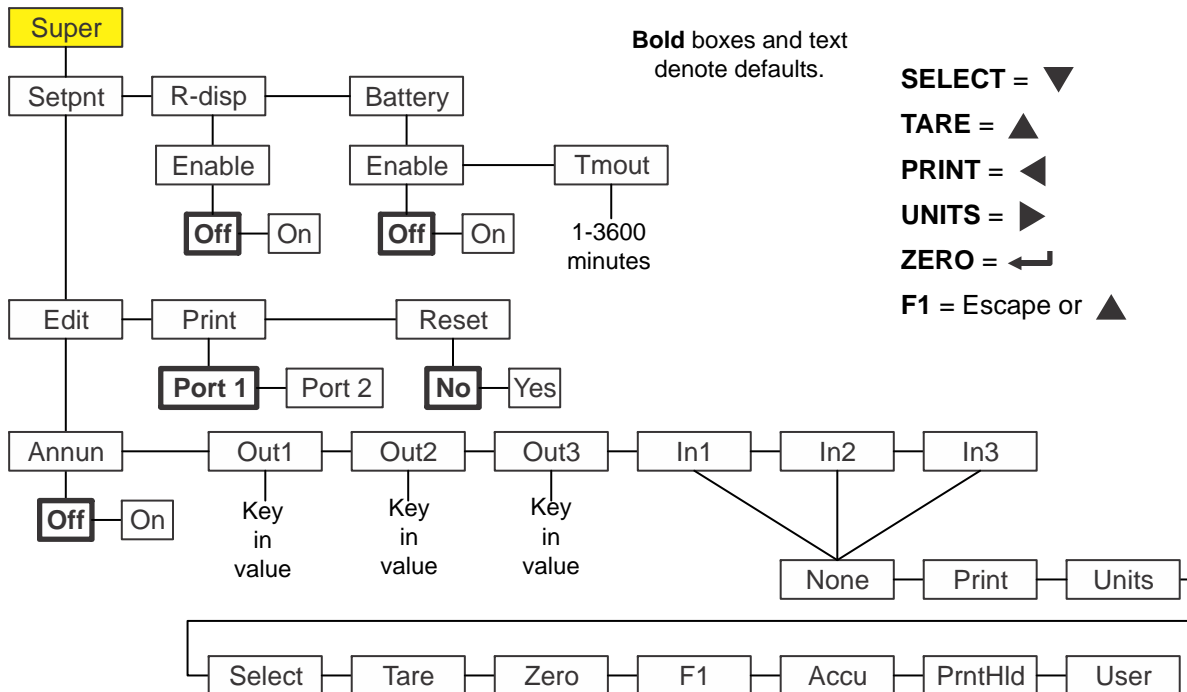 Super
Bold boxes and text
denote defaults.
SELECT =
TARE =
PRINT =
UNITS =
ZERO =
F1 = Escape or
Setpnt R-disp Battery
Enable Enable Tmout
Off On Off On 1-3600
minutes
Edit Print Reset
Port 1 Port 2 No Yes
Annun Out1 Out2 Out3 In1 In2 In3
Off On
Key
in
value
Key
in
value
Key
in
value
None Print Units
Select Tare Zero F1 Accu PrntHld User